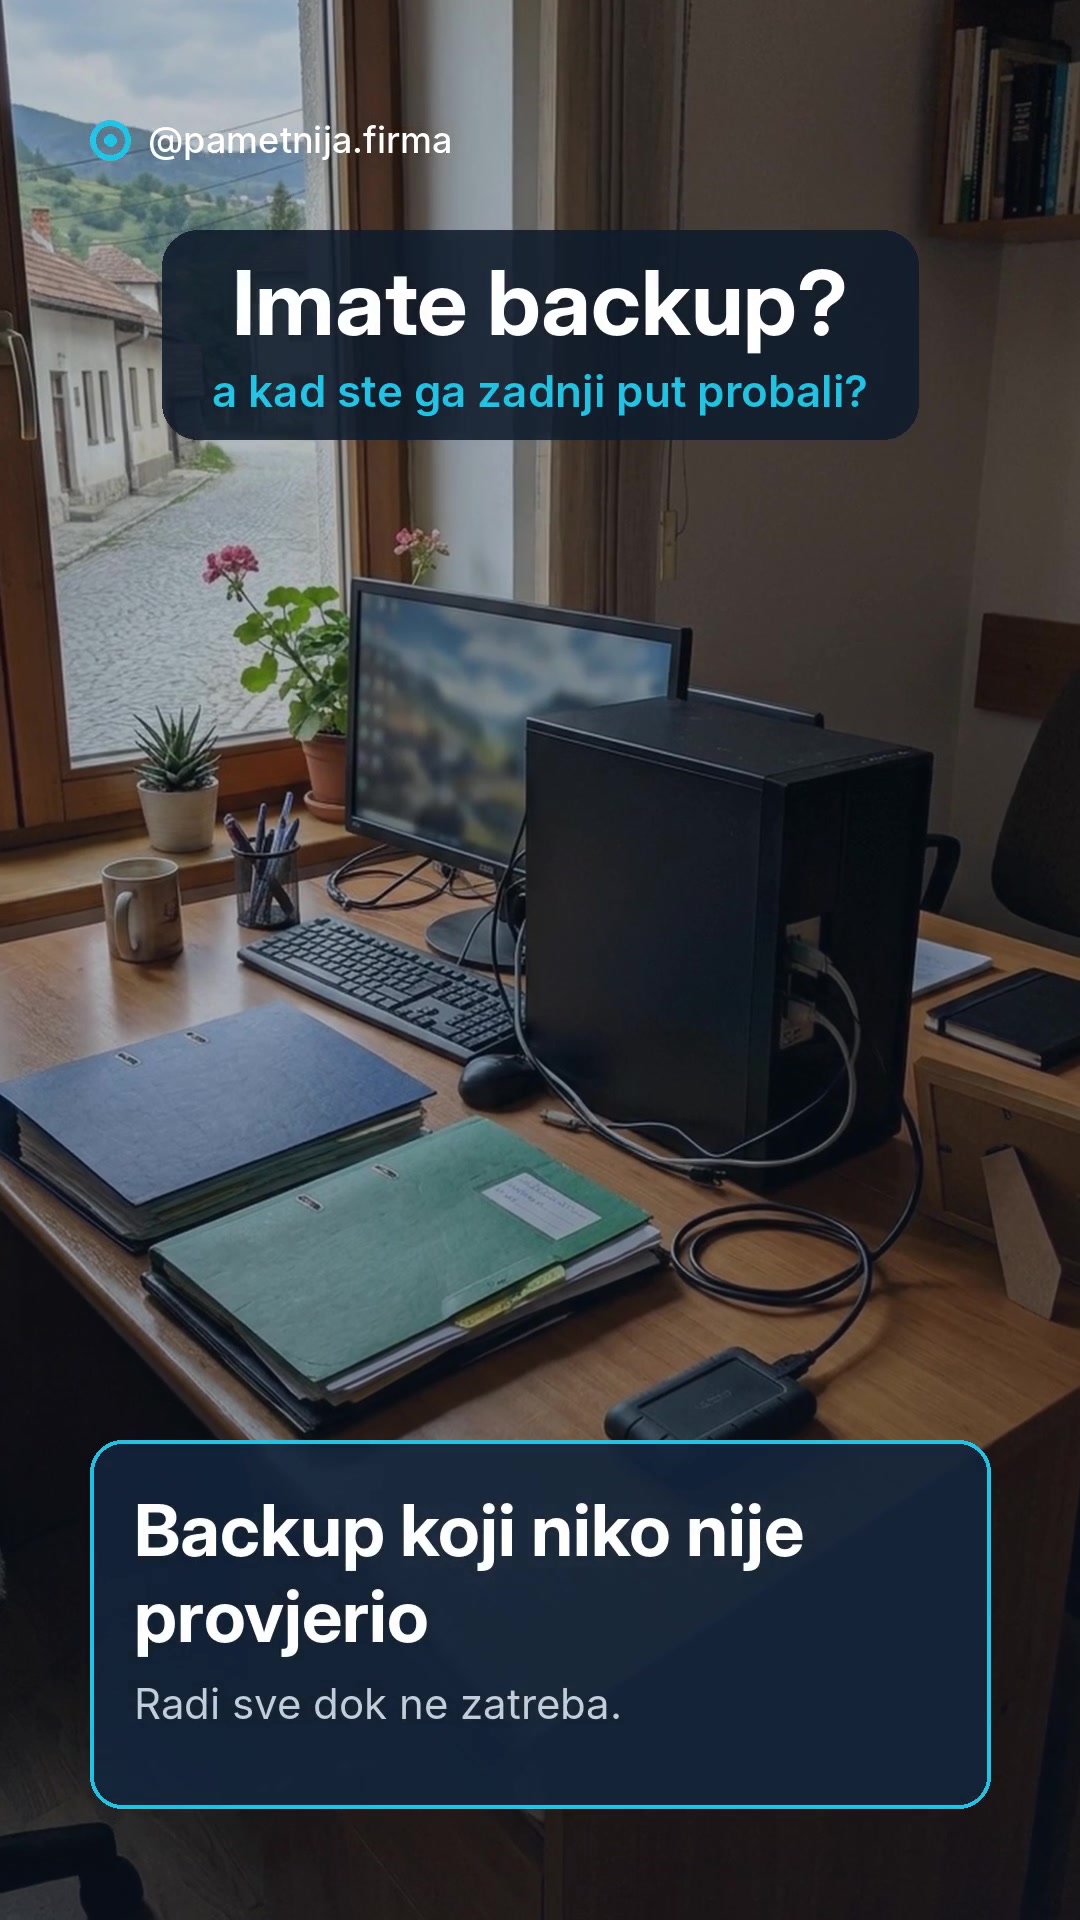 @pametnija.firma
Imate backup?
a kad ste ga zadnji put probali?
Backup koji niko nije
provjerio
Radi sve dok ne zatreba.